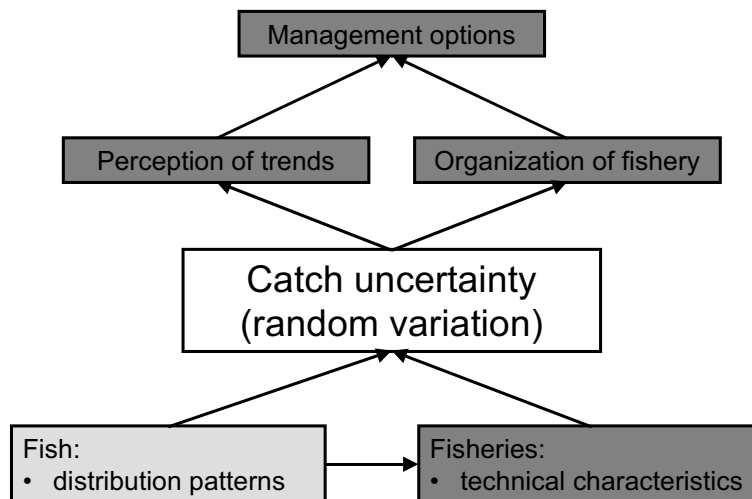 Management options
Perception of trends
Organization of fishery
Catch uncertainty
(random variation)
Fish:
• distribution patterns
Fisheries:
• technical characteristics